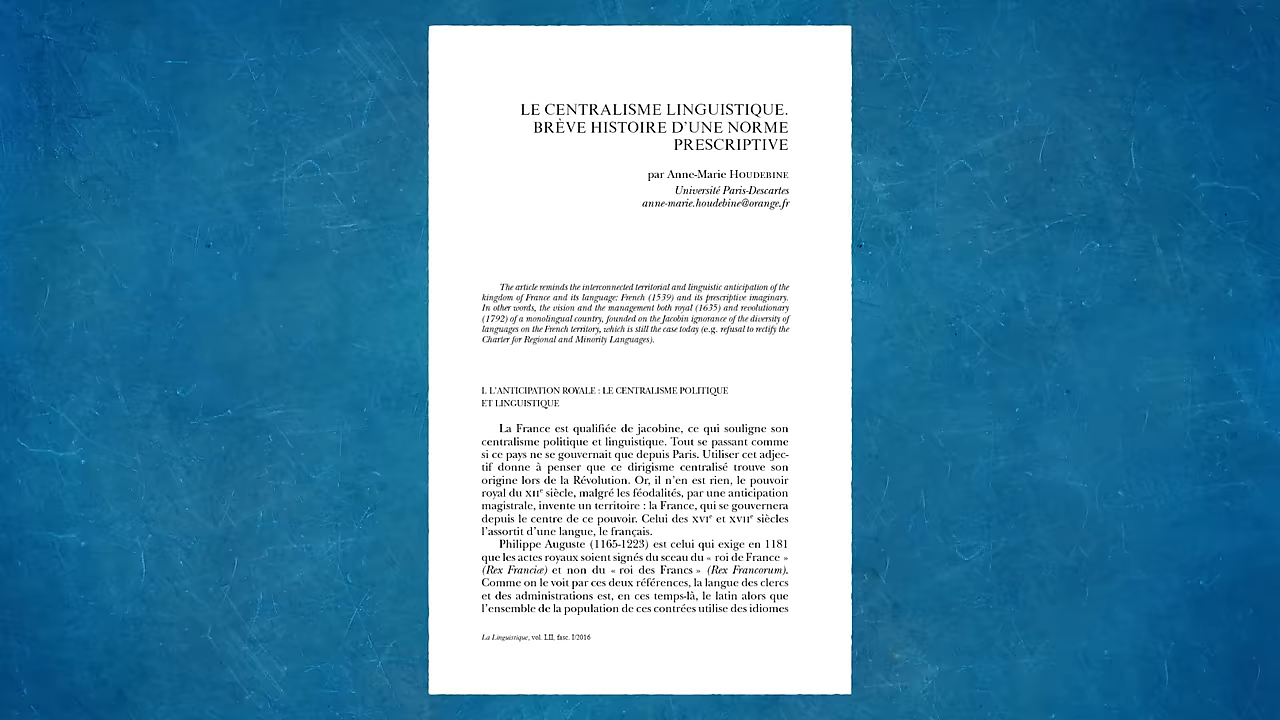 LE CENTRALISME LINGUISTIQUE.
BRÈVE HISTOIRE D'UNE NORME
PRESCRIPTIVE
par Anne-Marie HOUDEBINE
Université Paris-Descartes
anne-marie.houdebine@orange.fr
The article reminds the interconnected territorial and linguistic anticipation of the
kingdom of France and its language: French (1539) and its prescriptive imaginary.
In other words, the vision and the management both royal (1635) and revolutionary
(1792) of a monolingual country, founded on the Jacobin ignorance of the diversity of
languages on the French territory, which is still the case today (e.g. refusal to rectify the
Charter for Regional and Minority Languages).
I. L'ANTICIPATION ROYALE : LE CENTRALISME POLITIQUE
ET LINGUISTIQUE
La France est qualifiée de jacobine, ce qui souligne son
centralisme politique et linguistique. Tout se passant comme
si ce pays ne se gouvernait que depuis Paris. Utiliser cet adjec-
tif donne à penser que ce dirigisme centralisé trouve son
origine lors de la Révolution. Or, il n'en est rien, le pouvoir
royal du XIIe siècle, malgré les féodalités, par une anticipation
magistrale, invente un territoire : la France, qui se gouvernera
depuis le centre de ce pouvoir. Celui des XVIe et XVIIe siècles
l'assortit d'une langue, le français.
Philippe Auguste (1165-1223) est celui qui exige en 1181
que les actes royaux soient signés du sceau du « roi de France »
(Rex Franciæ) et non du « roi des Francs » (Rex Francorum).
Comme on le voit par ces deux références, la langue des clercs
et des administrations est, en ces temps-là, le latin alors que
l'ensemble de la population de ces contrées utilise des idiomes
La Linguistique, vol. LII, fasc. I/2016